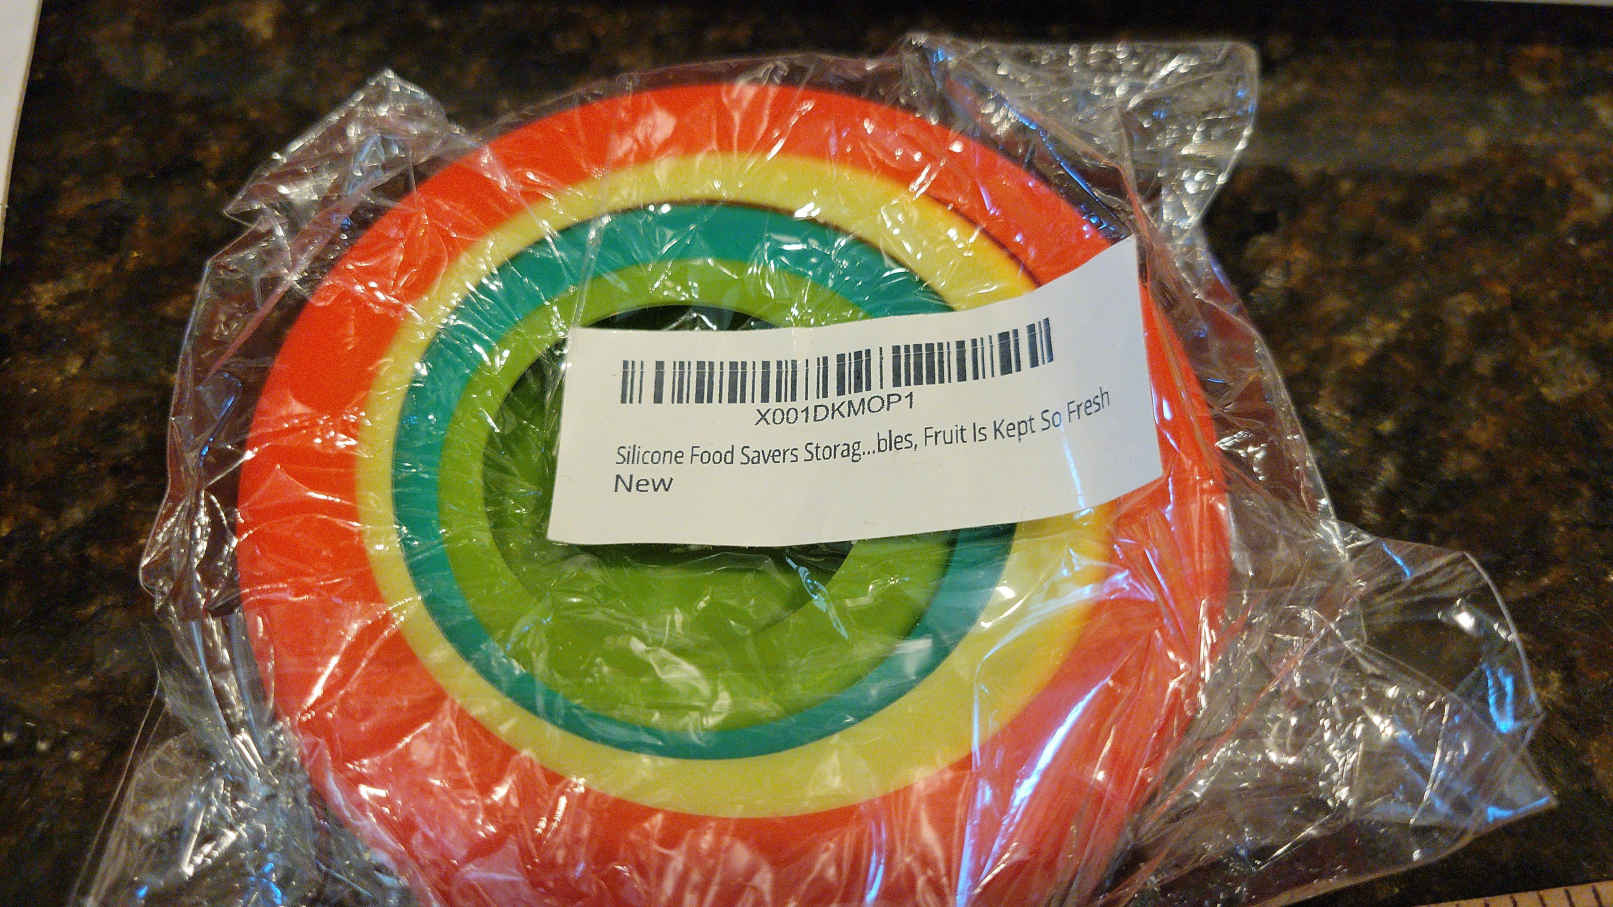 X001DKMOP1
Silicone Food Savers Storag...bles, Fruit Is Kept So Fresh
New